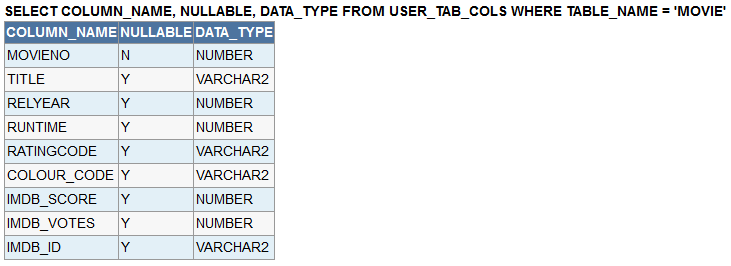 SELECT COLUMN_NAME, NULLABLE, DATA_TYPE FROM USER_TAB_COLS WHERE TABLE_NAME = 'MOVIE'
COLUMN_NAME NULLABLE DATA_TYPE
MOVIENO N NUMBER
TITLE Y VARCHAR2
RELYEAR Y NUMBER
RUNTIME Y NUMBER
RATINGCODE Y VARCHAR2
COLOUR_CODE Y VARCHAR2
IMDB_SCORE Y NUMBER
IMDB_VOTES Y NUMBER
IMDB_ID Y VARCHAR2